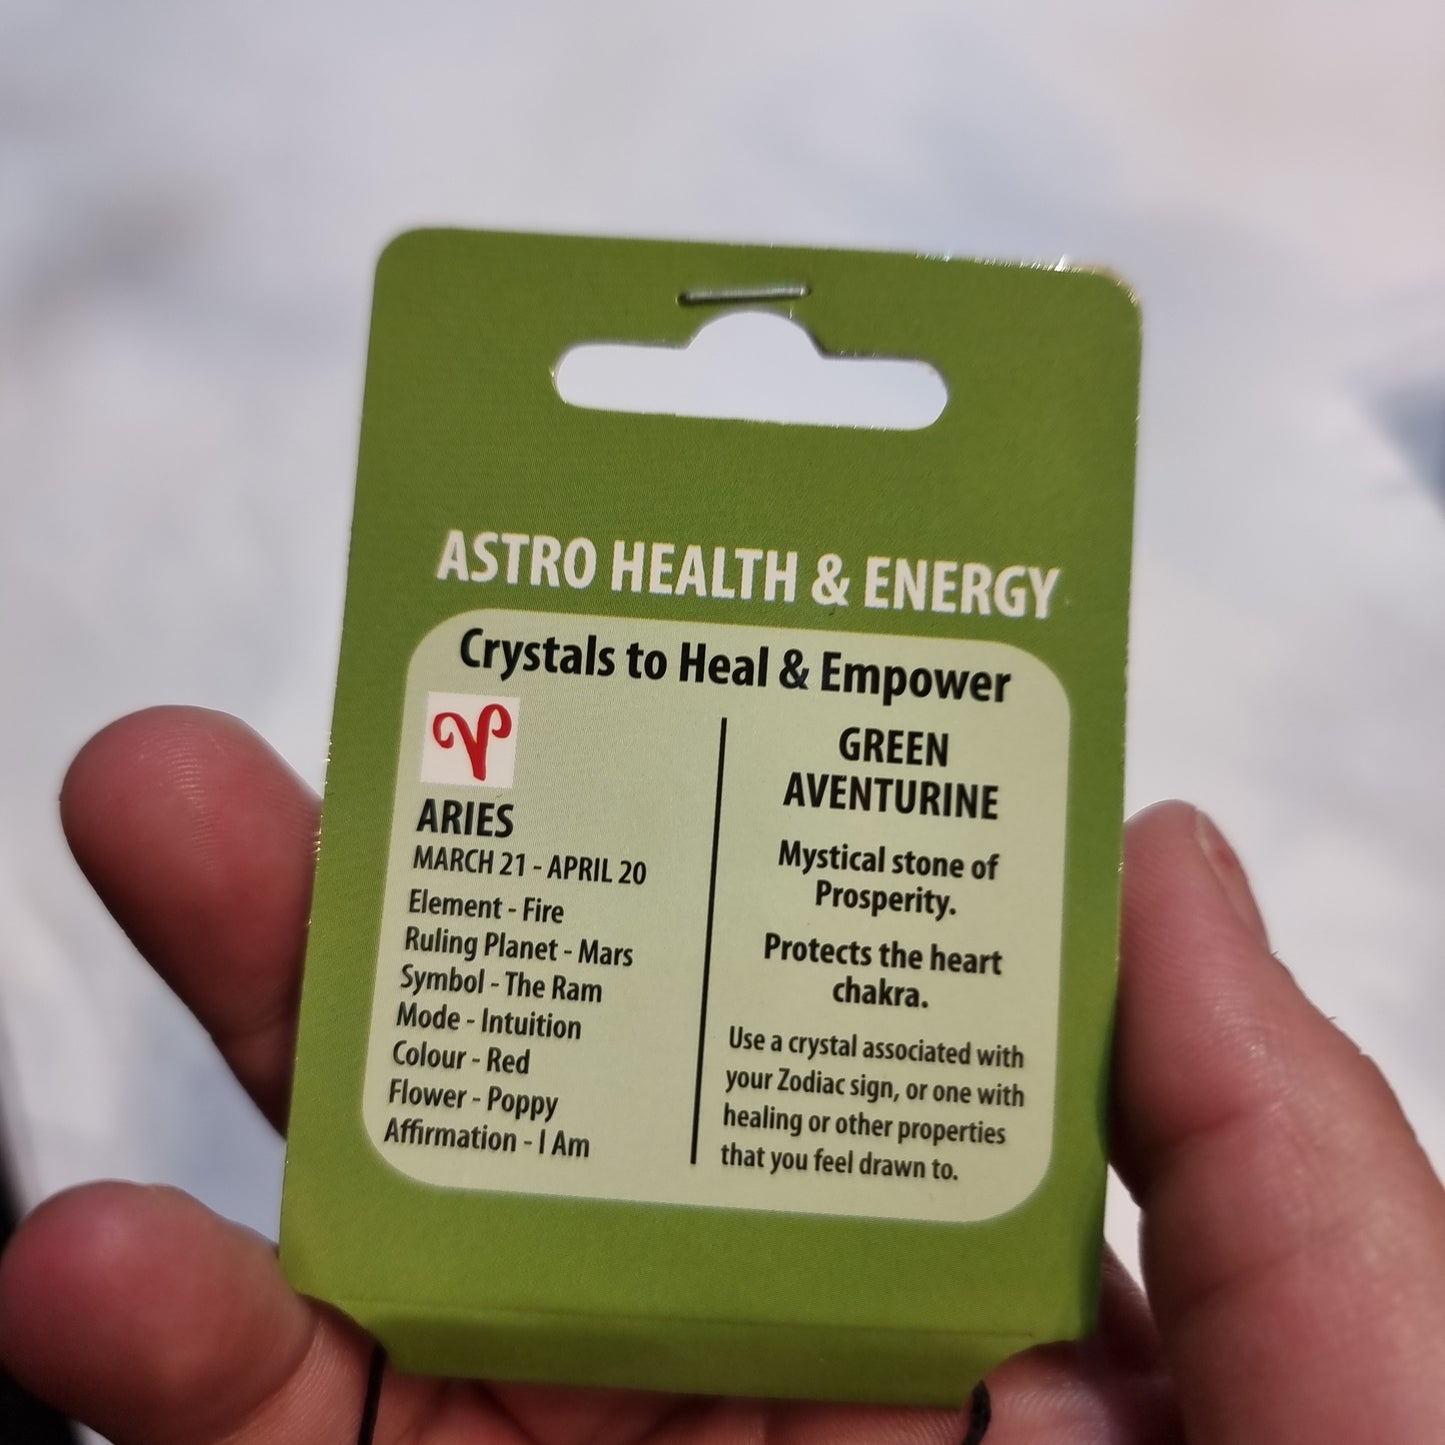 ASTRO HEALTH & ENERGY
Crystals to Heal & Empower
ARIES
MARCH 21 - APRIL 20
Element - Fire
Ruling Planet - Mars
Symbol - The Ram
Mode - Intuition
Colour - Red
Flower - Poppy
Affirmation - I Am
GREEN
AVENTURINE
Mystical stone of
Prosperity.
Protects the heart
chakra.
Use a crystal associated with
your Zodiac sign, or one with
healing or other properties
that you feel drawn to.